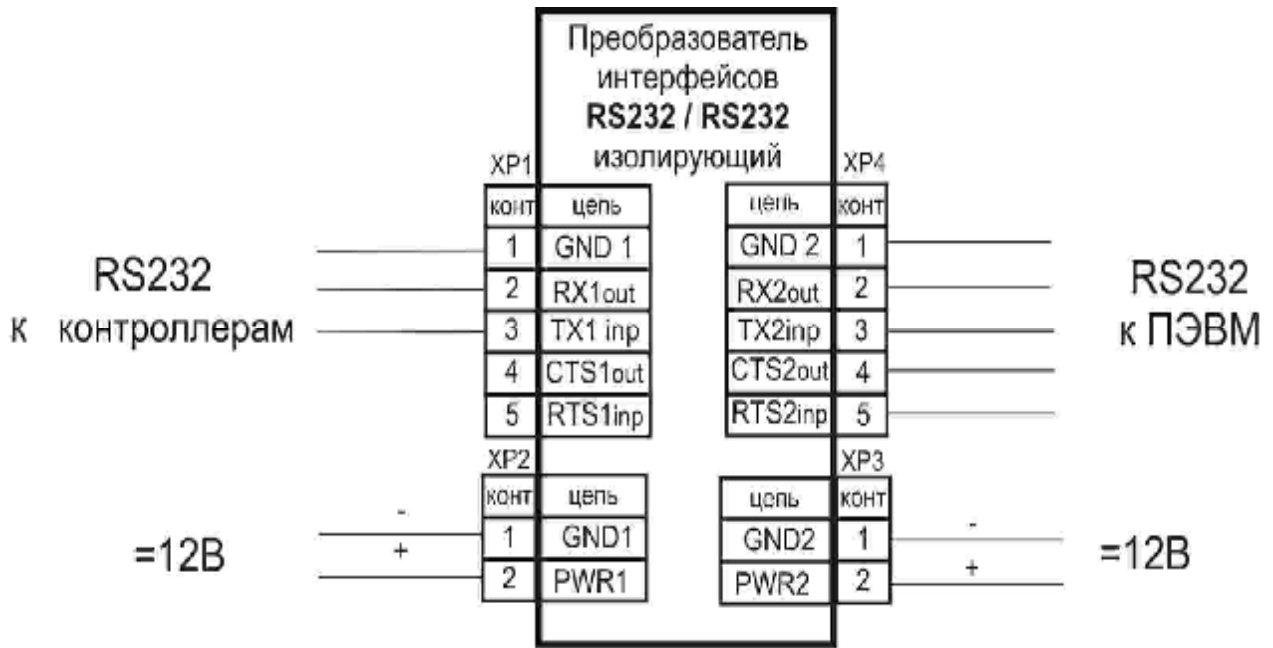 Преобразователь
интерфейсов
RS232 / RS232
изолирующий
XP1
конт цепь
1 GND 1
2 RX1out
3 TX1 inp
4 CTS1out
5 RTS1inp
XP4
цепь конт
GND 2 1
RX2out 2
TX2inp 3
CTS2out 4
RTS2inp 5
RS232
к контроллерам
RS232
к ПЭВМ
XP2
конт цепь
1 GND1
2 PWR1
XP3
цепь конт
GND2 1
PWR2 2
-
+
=12В
-
+
=12В